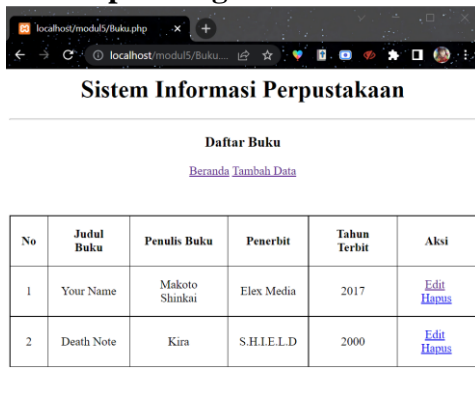 localhost/modul5/Buku.php
localhost/modul5/Buku....
Sistem Informasi Perpustakaan
Daftar Buku
Beranda Tambah Data
No Judul Buku Penulis Buku Penerbit Tahun Terbit Aksi
1 Your Name Makoto Shinkai Elex Media 2017 Edit Hapus
2 Death Note Kira S.H.I.E.L.D 2000 Edit Hapus